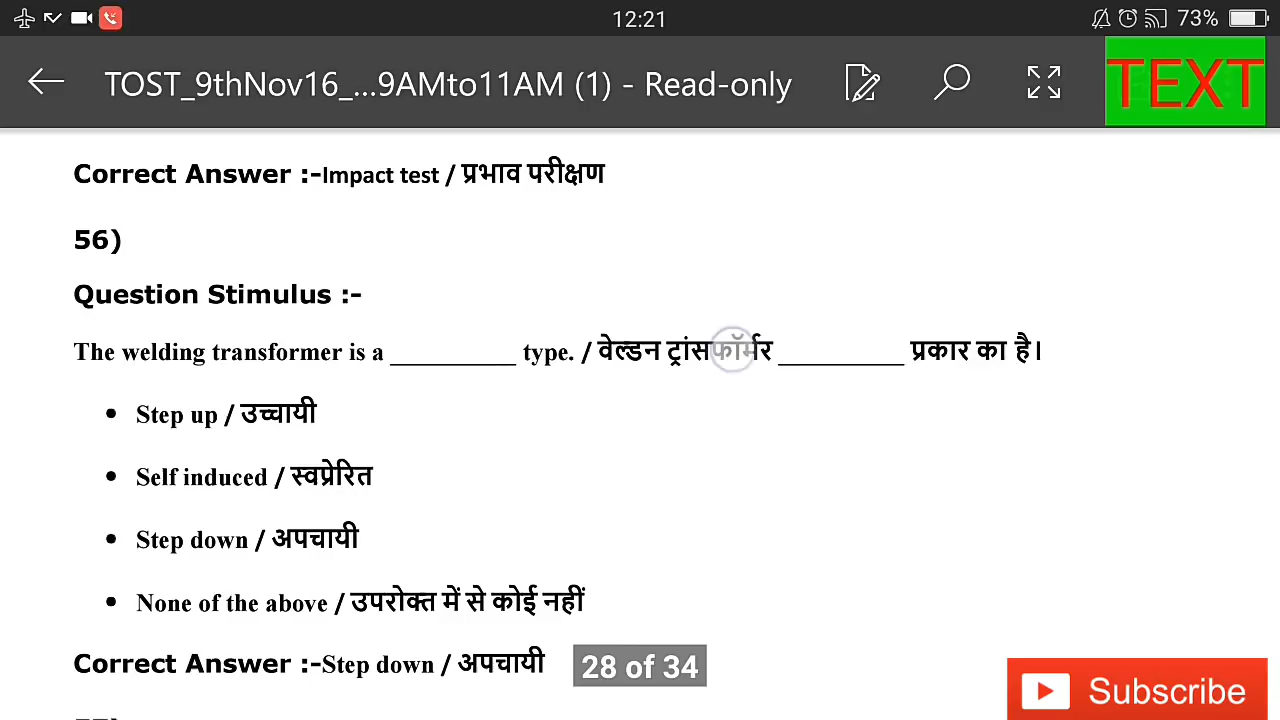 12:21
73%
TOST_9thNov16_...9AMto11AM (1) - Read-only
TEXT
Correct Answer :-Impact test / प्रभाव परीक्षण
56)
Question Stimulus :-
The welding transformer is a __________ type. / वेल्डन ट्रांसफॉर्मर __________ प्रकार का है।
• Step up / उच्चायी
• Self induced / स्वप्रेरित
• Step down / अपचायी
• None of the above / उपरोक्त में से कोई नहीं
Correct Answer :-Step down / अपचायी
28 of 34
Subscribe